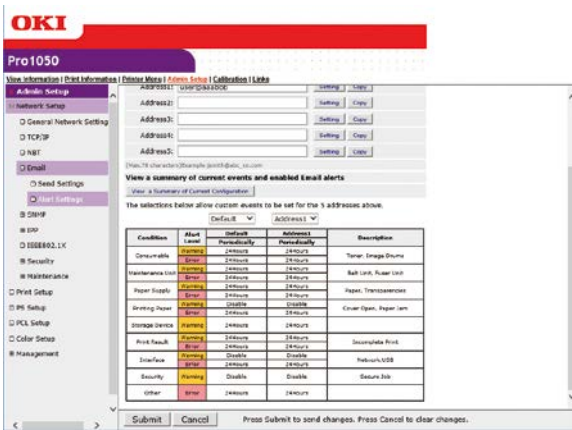 OKI
Pro1050
View Information | Print Information | Printer Menu | Admin Setup | Calibration | Links
Admin Setup
Network Setup
General Network Setting
TCP/IP
NBT
Email
Send Settings
Alert Settings
SNMP
IPP
IEEE802.1X
Security
Maintenance
Print Setup
PS Setup
PCL Setup
Color Setup
Management
Address1: user@aaabob Setting Copy
Address2: Setting Copy
Address3: Setting Copy
Address4: Setting Copy
Address5: Setting Copy
View a summary of current events and enabled Email alerts
View a Summary of Current Configuration
The selections below allow custom events to be set for the 5 addresses above.
Default Address1
Condition Alert Level Default Periodically Address1 Periodically Description
Consumable Warning 24Hours 24Hours Toner, Image Drums
Error 24Hours 24Hours
Maintenance Unit Warning 24Hours 24Hours Belt Unit, Fuser Unit
Error 24Hours 24Hours
Paper Supply Warning 24Hours 24Hours Paper, Transparencies
Error 24Hours 24Hours
Printing Paper Warning Disable Disable Cover Open, Paper Jam
Error 24Hours 24Hours
Storage Device Warning 24Hours 24Hours
Print Result Warning 24Hours 24Hours Incomplete Print
Error 24Hours 24Hours
Interface Warning Disable Disable Network,USB
Error 24Hours 24Hours
Security Warning Disable Disable Secure Job
Other Error 24Hours 24Hours
Submit Cancel Press Submit to send changes. Press Cancel to clear changes.